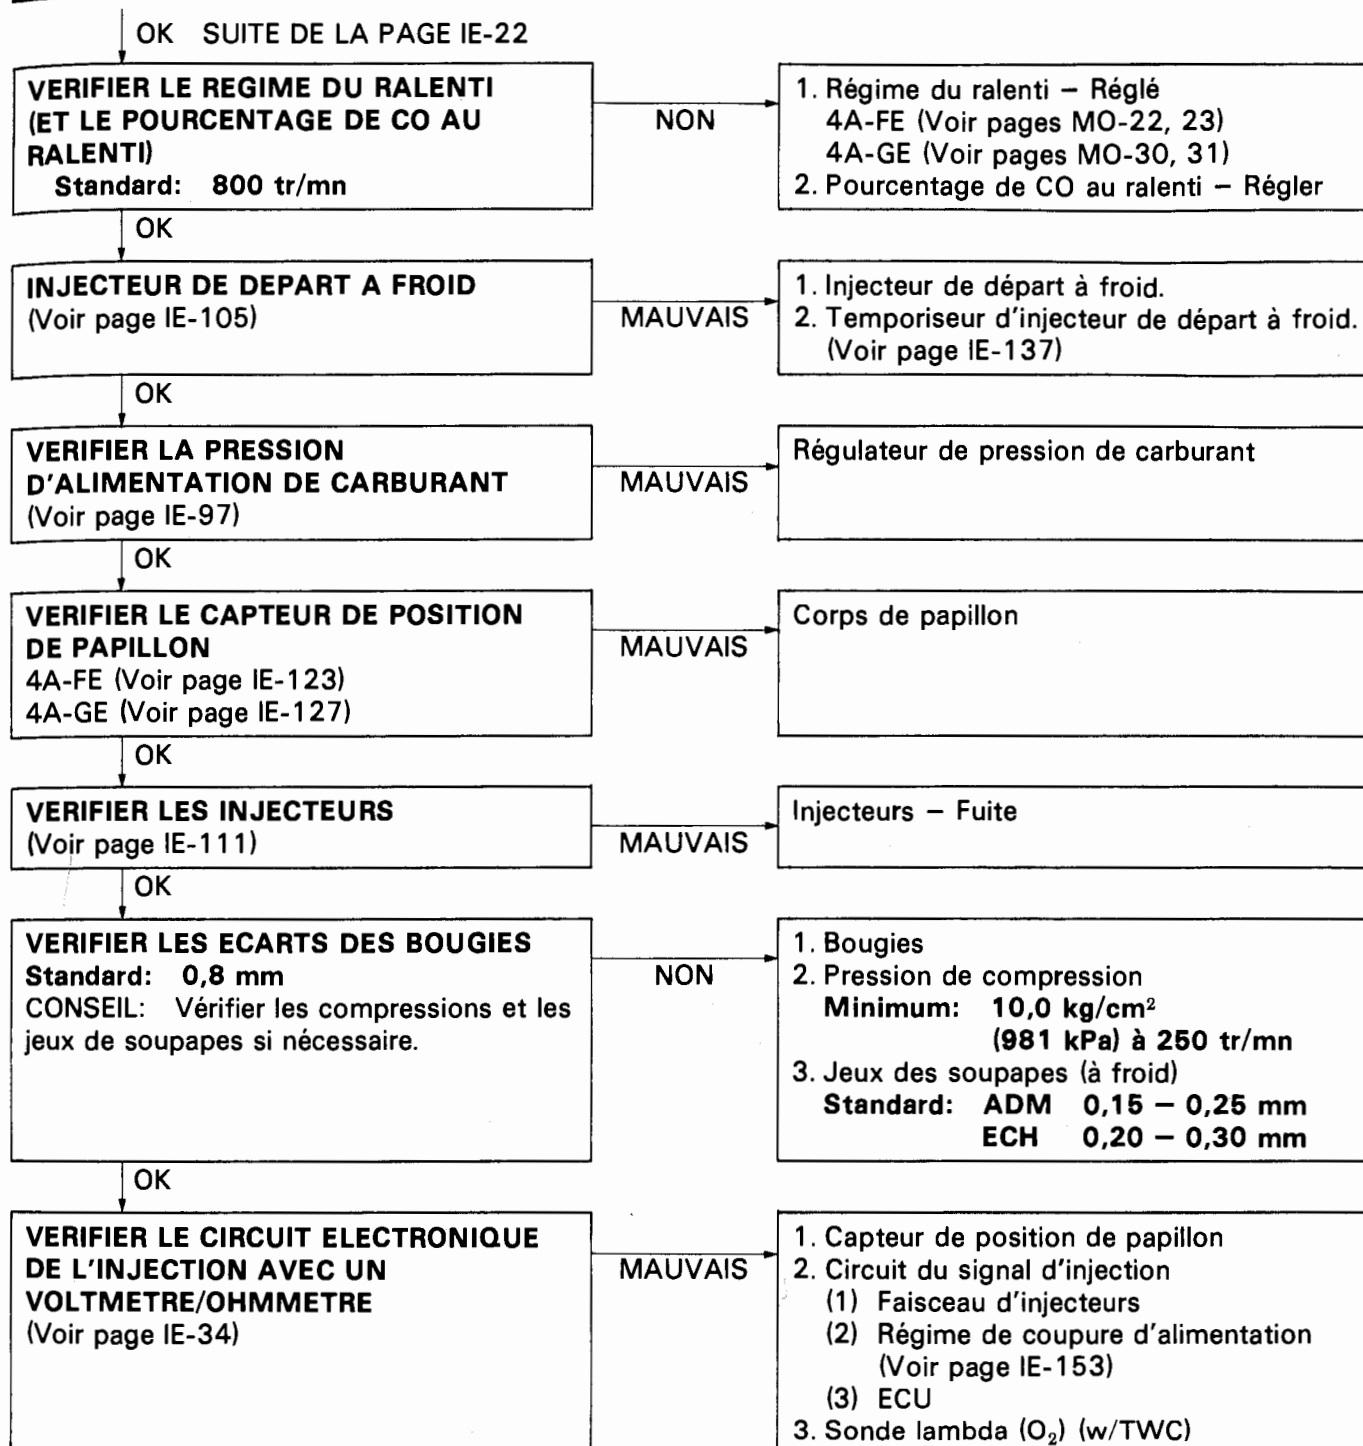 OK SUITE DE LA PAGE IE-22
VERIFIER LE REGIME DU RALENTI
(ET LE POURCENTAGE DE CO AU
RALENTI)
Standard: 800 tr/mn
NON
1. Régime du ralenti — Réglé
4A-FE (Voir pages MO-22, 23)
4A-GE (Voir pages MO-30, 31)
2. Pourcentage de CO au ralenti — Régler
OK
INJECTEUR DE DEPART A FROID
(Voir page IE-105)
MAUVAIS
1. Injecteur de départ à froid.
2. Temporiseur d'injecteur de départ à froid.
(Voir page IE-137)
OK
VERIFIER LA PRESSION
D'ALIMENTATION DE CARBURANT
(Voir page IE-97)
MAUVAIS
Régulateur de pression de carburant
OK
VERIFIER LE CAPTEUR DE POSITION
DE PAPILLON
4A-FE (Voir page IE-123)
4A-GE (Voir page IE-127)
MAUVAIS
Corps de papillon
OK
VERIFIER LES INJECTEURS
(Voir page IE-111)
MAUVAIS
Injecteurs — Fuite
OK
VERIFIER LES ECARTS DES BOUGIES
Standard: 0,8 mm
CONSEIL: Vérifier les compressions et les
jeux de soupapes si nécessaire.
NON
1. Bougies
2. Pression de compression
Minimum: 10,0 kg/cm²
(981 kPa) à 250 tr/mn
3. Jeux des soupapes (à froid)
Standard: ADM 0,15 — 0,25 mm
ECH 0,20 — 0,30 mm
OK
VERIFIER LE CIRCUIT ELECTRONIQUE
DE L'INJECTION AVEC UN
VOLTMETRE/OHMMETRE
(Voir page IE-34)
MAUVAIS
1. Capteur de position de papillon
2. Circuit du signal d'injection
(1) Faisceau d'injecteurs
(2) Régime de coupure d'alimentation
(Voir page IE-153)
(3) ECU
3. Sonde lambda (O₂) (w/TWC)